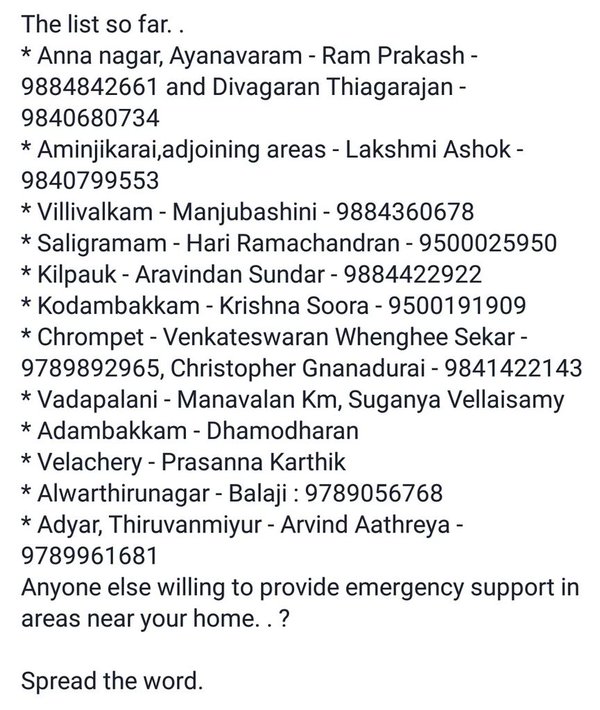 The list so far. .
* Anna nagar, Ayanavaram - Ram Prakash -
9884842661 and Divagaran Thiagarajan -
9840680734
* Aminjikarai,adjoining areas - Lakshmi Ashok -
9840799553
* Villivalkam - Manjubashini - 9884360678
* Saligramam - Hari Ramachandran - 9500025950
* Kilpauk - Aravindan Sundar - 9884422922
* Kodambakkam - Krishna Soora - 9500191909
* Chrompet - Venkateswaran Whenghee Sekar -
9789892965, Christopher Gnanadurai - 9841422143
* Vadapalani - Manavalan Km, Suganya Vellaisamy
* Adambakkam - Dhamodharan
* Velachery - Prasanna Karthik
* Alwarthirunagar - Balaji : 9789056768
* Adyar, Thiruvanmiyur - Arvind Aathreya -
9789961681
Anyone else willing to provide emergency support in
areas near your home. . ?
Spread the word.